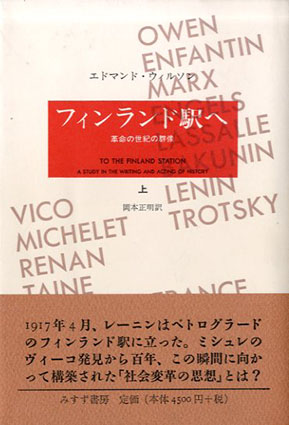 OWEN
ENFANTIN
MARX
ENGELS
LASSALLE
BAKUNIN
エドマンド・ウィルソン
フィンランド駅へ
革命の世紀の群像
TO THE FINLAND STATION
A STUDY IN THE WRITING AND ACTING OF HISTORY
上
岡本正明訳
LENIN
TROTSKY
VICO
MICHELET
RENAN
TAINE
FRANCE
1917年4月、レーニンはペトログラード
のフィンランド駅に立った。ミシュレの
ヴィーコ発見から百年、この瞬間に向か
って構築された「社会変革の思想」とは?
みすず書房 定価(本体4500円+税)